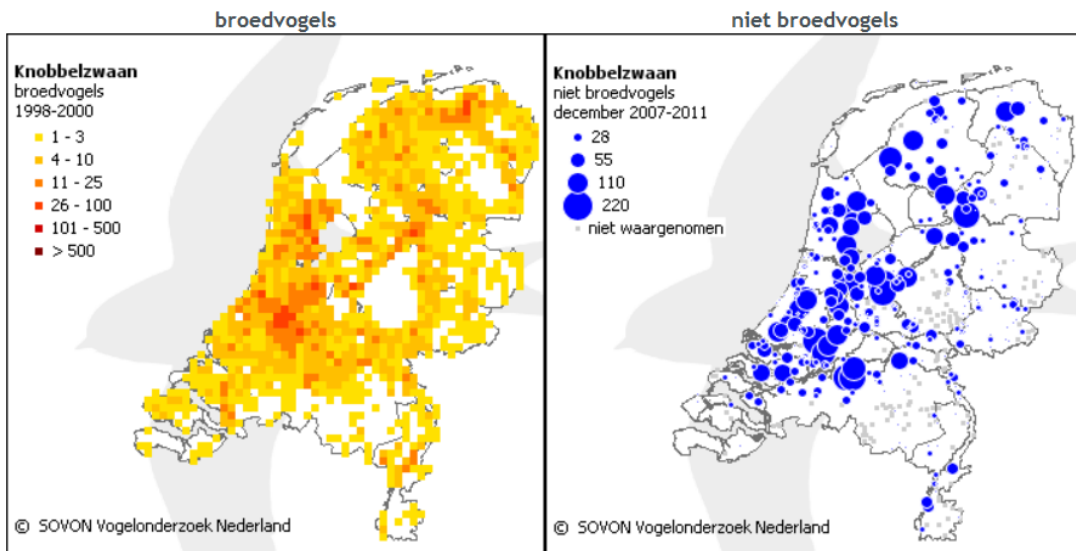 broedvogels
Knobbelzwaan
broedvogels
1998-2000
1 - 3
4 - 10
11 - 25
26 - 100
101 - 500
> 500
© SOVON Vogelonderzoek Nederland
niet broedvogels
Knobbelzwaan
niet broedvogels
december 2007-2011
28
55
110
220
niet waargenomen
© SOVON Vogelonderzoek Nederland